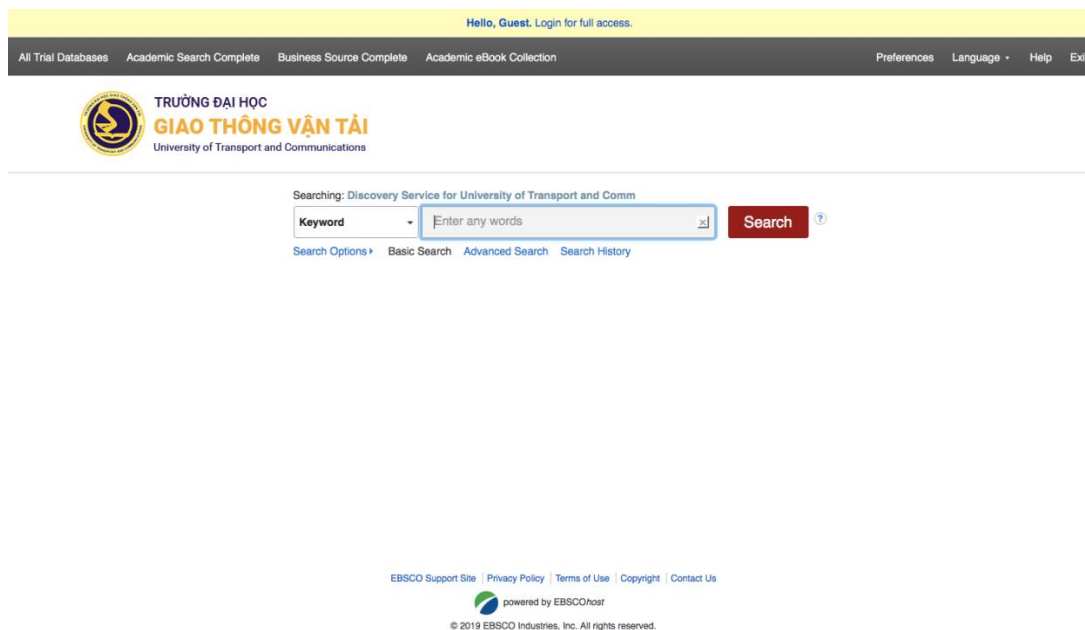 Hello, Guest. Login for full access.
All Trial Databases Academic Search Complete Business Source Complete Academic eBook Collection Preferences Language Help Exi
TRƯỜNG ĐẠI HỌC
GIAO THÔNG VẬN TẢI
University of Transport and Communications
Searching: Discovery Service for University of Transport and Comm
Keyword Enter any words x Search ?
Search Options Basic Search Advanced Search Search History
EBSCO Support Site Privacy Policy Terms of Use Copyright Contact Us
powered by EBSCOhost
© 2019 EBSCO Industries, Inc. All rights reserved.